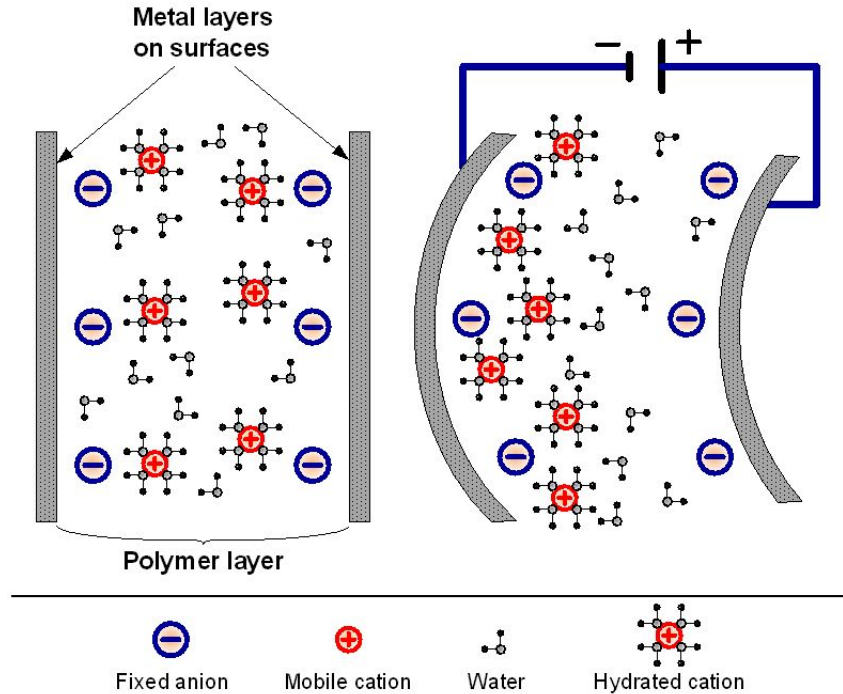 Metal layers
on surfaces
− +
Polymer layer
Fixed anion
Mobile cation
Water
Hydrated cation